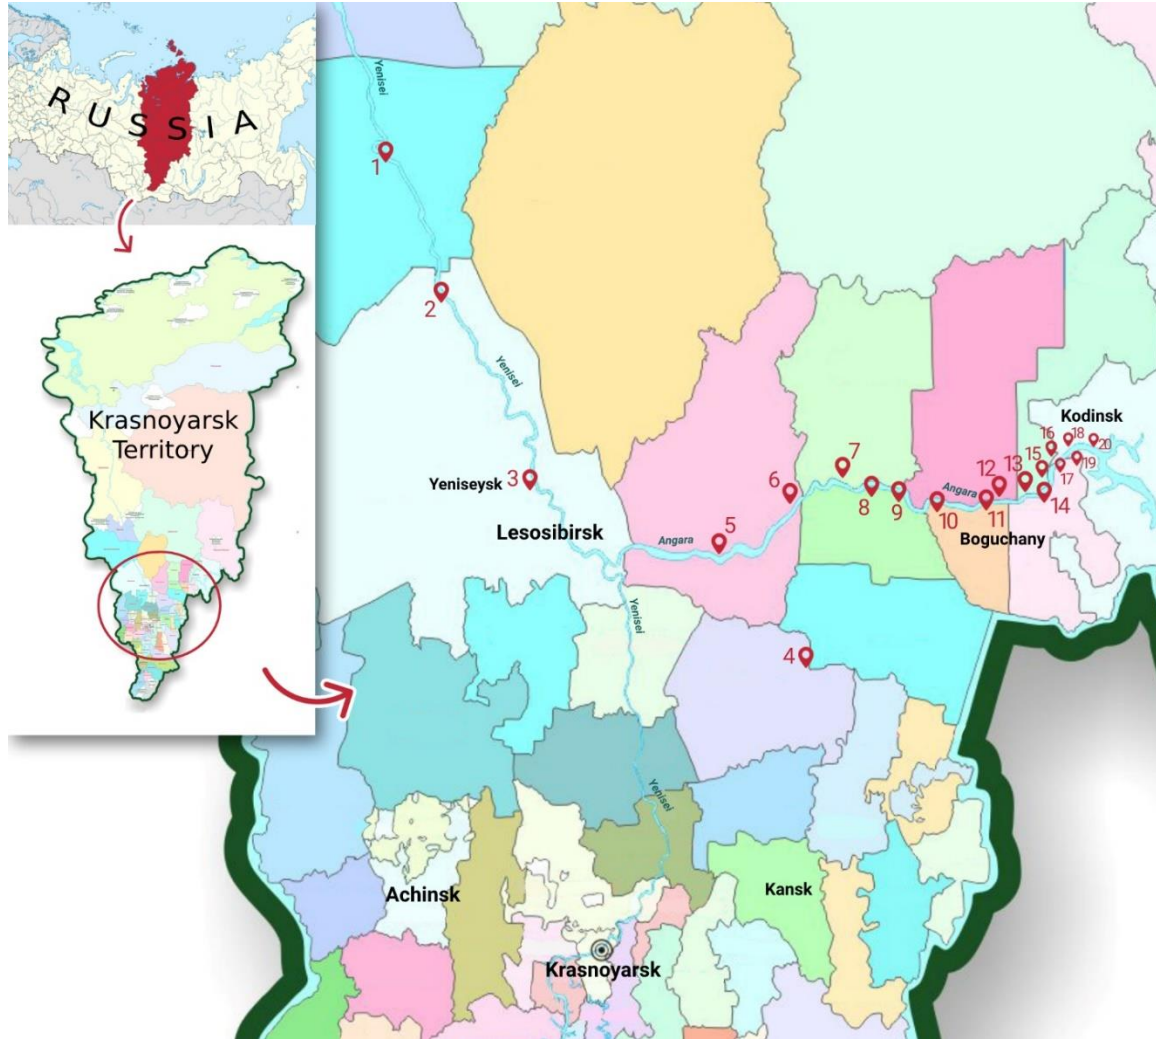 RUSSIA
Krasnoyarsk
Territory
Yenisei
1
2
Yenisei
Yeniseysk
3
Lesosibirsk
Yenisei
Angara
5
6
7
8
9
10
Angara
11
12
13
14
15
16
17
18
19
20
Kodinsk
Boguchany
4
Yenisei
Achinsk
Kansk
Krasnoyarsk